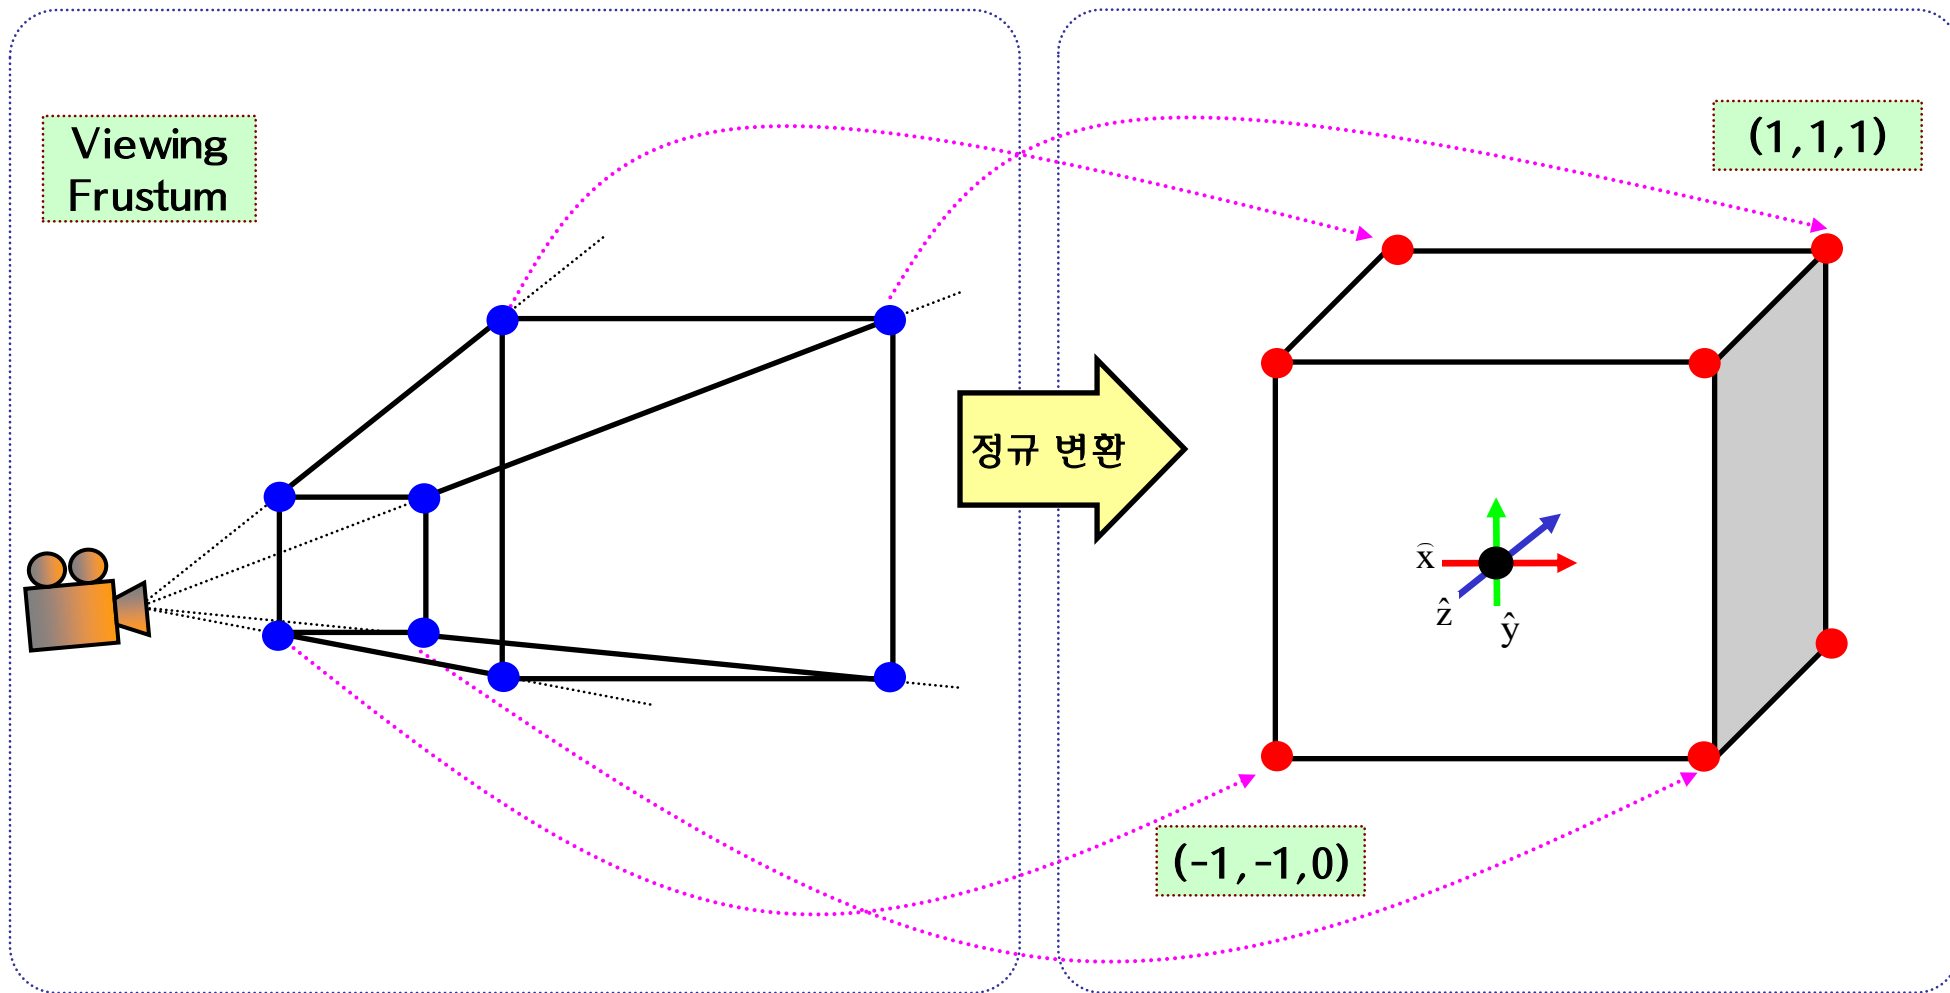 Viewing
Frustum
(1,1,1)
정규 변환
x̂
ẑ
ŷ
(-1,-1,0)